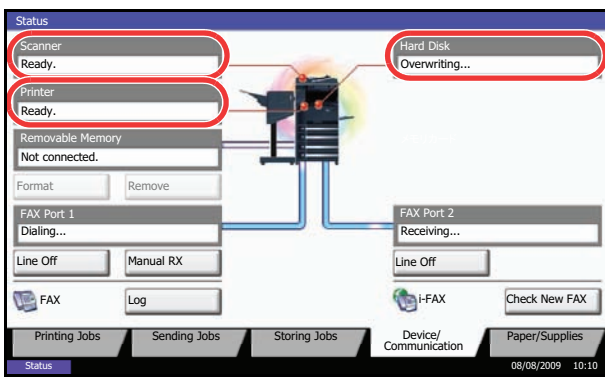 Status
Scanner
Ready.
Hard Disk
Overwriting...
Printer
Ready.
Removable Memory
Not connected.
Format
Remove
FAX Port 1
Dialing...
FAX Port 2
Receiving...
Line Off
Manual RX
Line Off
FAX
Log
i-FAX
Check New FAX
Printing Jobs
Sending Jobs
Storing Jobs
Device/
Communication
Paper/Supplies
Status
08/08/2009 10:10